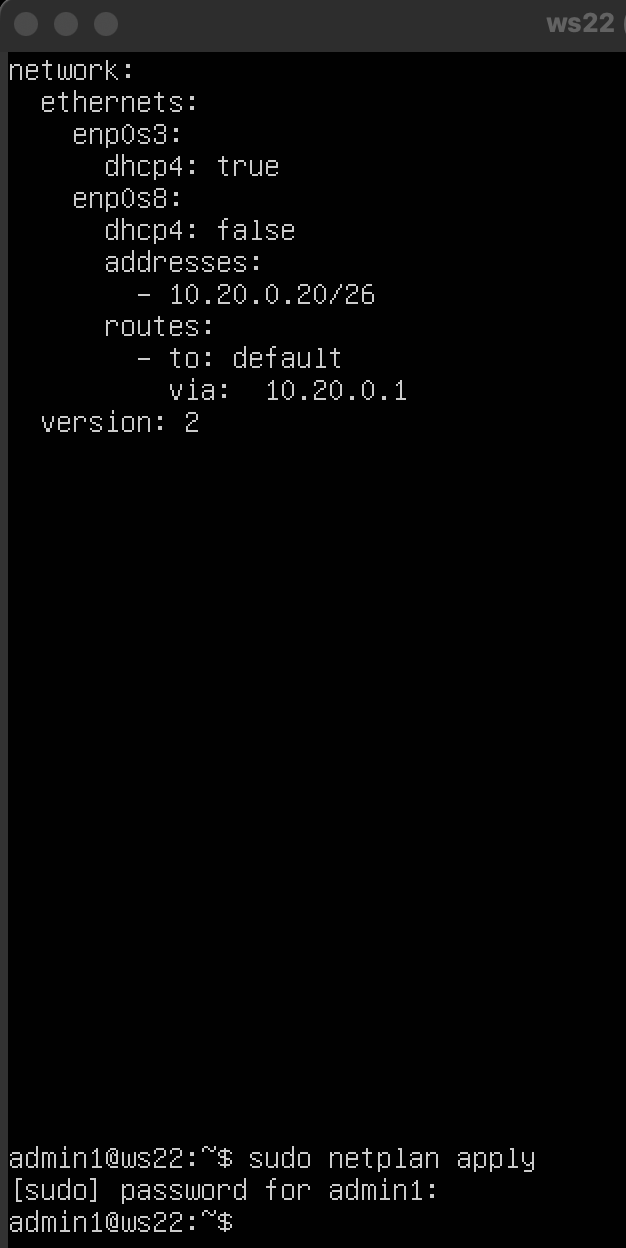 ws22
network:
  ethernets:
    enp0s3:
      dhcp4: true
    enp0s8:
      dhcp4: false
      addresses:
        - 10.20.0.20/26
      routes:
        - to: default
          via:  10.20.0.1
  version: 2
admin1@ws22:~$ sudo netplan apply
[sudo] password for admin1:
admin1@ws22:~$